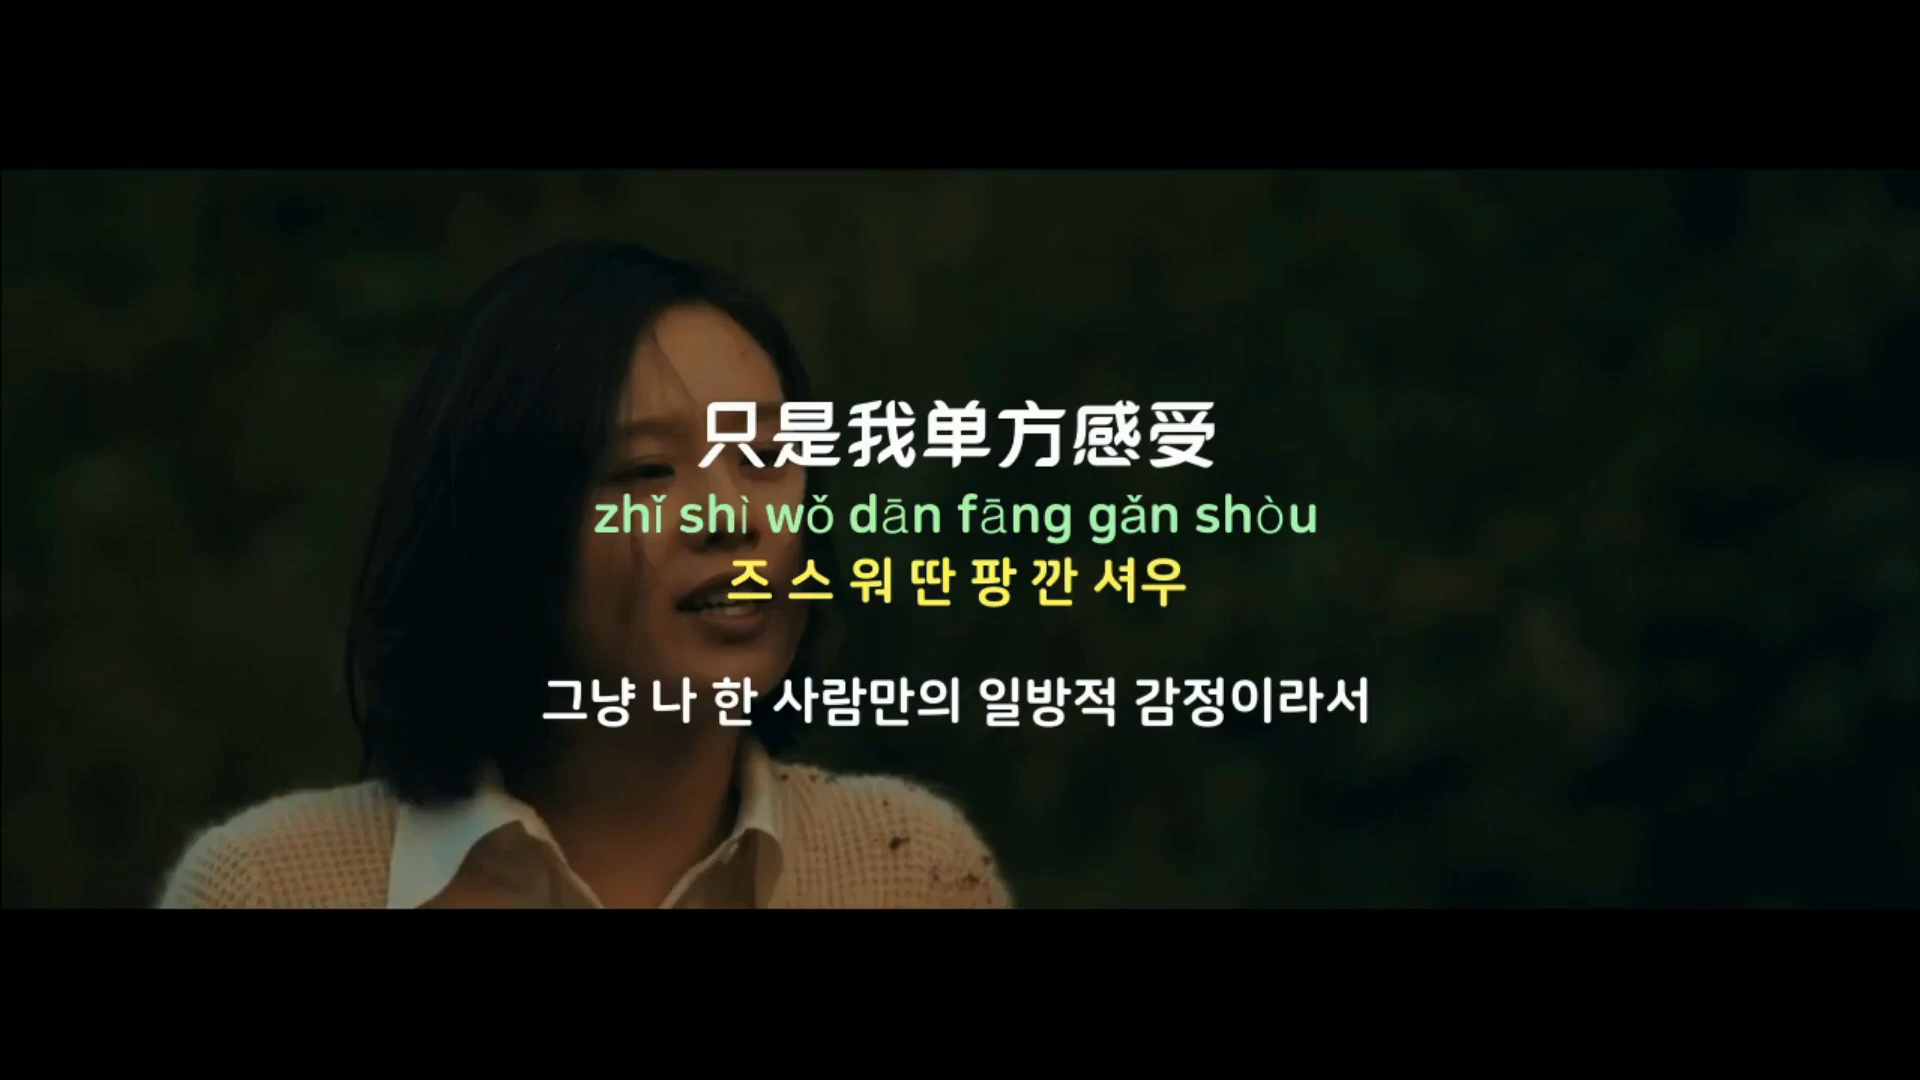 只是我单方感受
zhǐ shì wǒ dān fāng gǎn shòu
즈 스 워 딴 팡 깐 셔우
그냥 나 한 사람만의 일방적 감정이라서